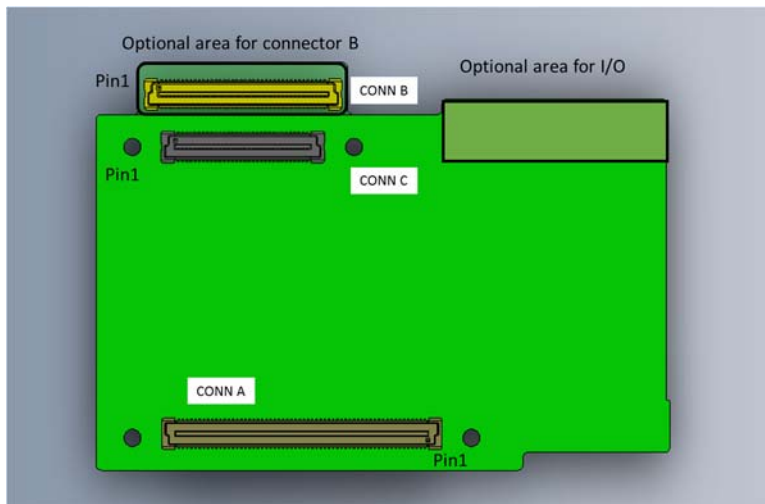 Optional area for connector B
Optional area for I/O
Pin1
CONN B
Pin1
CONN C
CONN A
Pin1